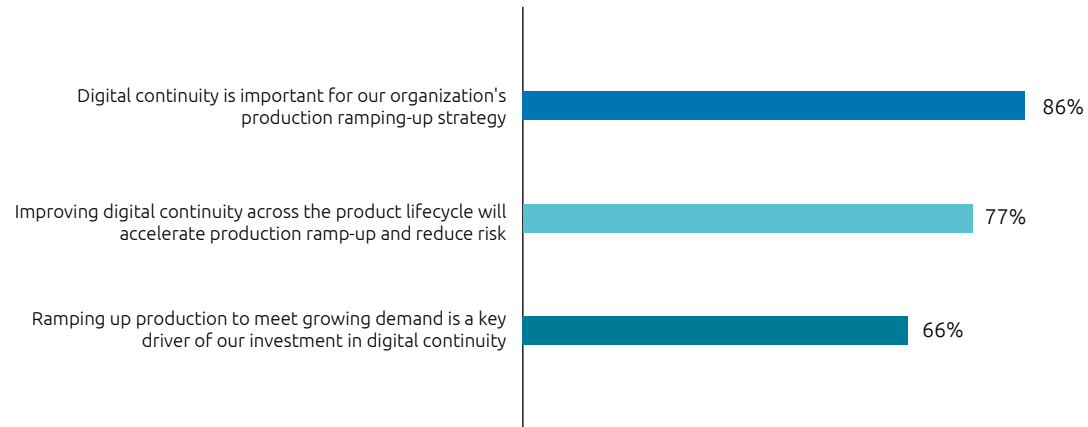 Digital continuity is important for our organization's
production ramping-up strategy
86%
Improving digital continuity across the product lifecycle will
accelerate production ramp-up and reduce risk
77%
Ramping up production to meet growing demand is a key
driver of our investment in digital continuity
66%